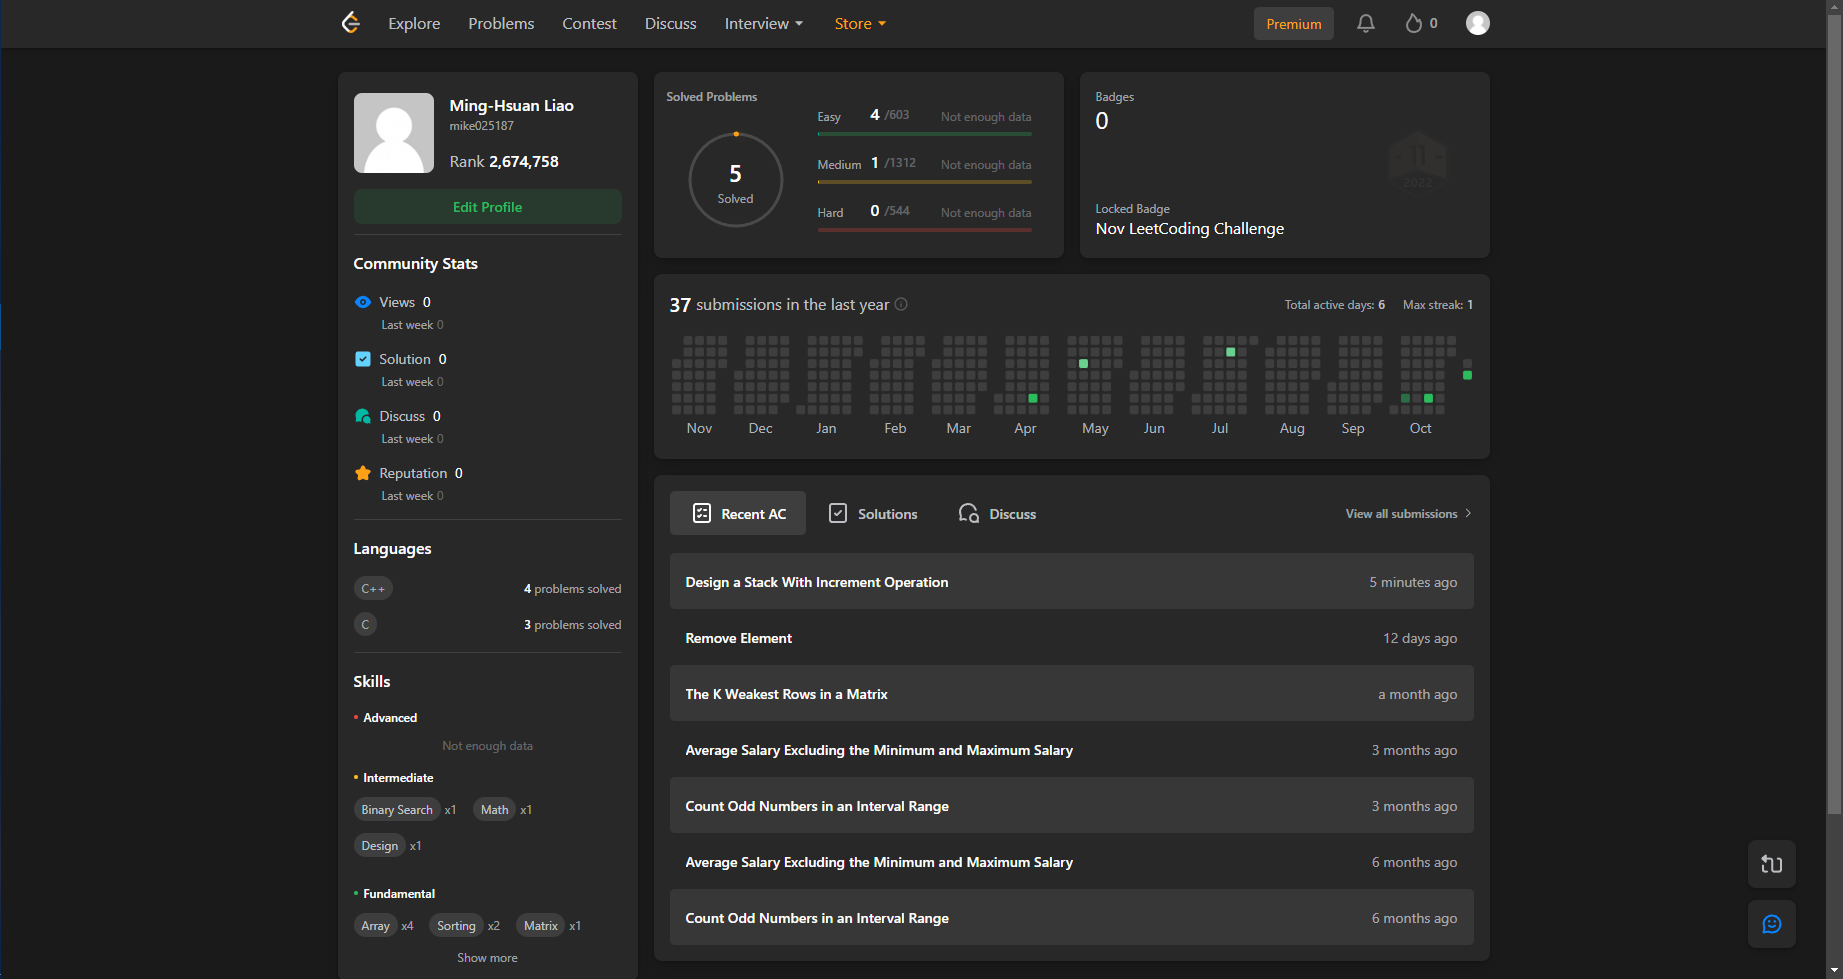 Explore Problems Contest Discuss Interview Store Premium 0
Ming-Hsuan Liao
mike025187
Rank 2,674,758
Edit Profile
Community Stats
Views 0
Last week 0
Solution 0
Last week 0
Discuss 0
Last week 0
Reputation 0
Last week 0
Languages
C++ 4 problems solved
C 3 problems solved
Skills
Advanced
Not enough data
Intermediate
Binary Search x1 Math x1
Design x1
Fundamental
Array x4 Sorting x2 Matrix x1
Show more
Solved Problems
5
Solved
Easy 4 /603 Not enough data
Medium 1 /1312 Not enough data
Hard 0 /544 Not enough data
Badges
0
11
2022
Locked Badge
Nov LeetCoding Challenge
37 submissions in the last year Total active days: 6 Max streak: 1
Nov Dec Jan Feb Mar Apr May Jun Jul Aug Sep Oct
Recent AC Solutions Discuss View all submissions
Design a Stack With Increment Operation 5 minutes ago
Remove Element 12 days ago
The K Weakest Rows in a Matrix a month ago
Average Salary Excluding the Minimum and Maximum Salary 3 months ago
Count Odd Numbers in an Interval Range 3 months ago
Average Salary Excluding the Minimum and Maximum Salary 6 months ago
Count Odd Numbers in an Interval Range 6 months ago